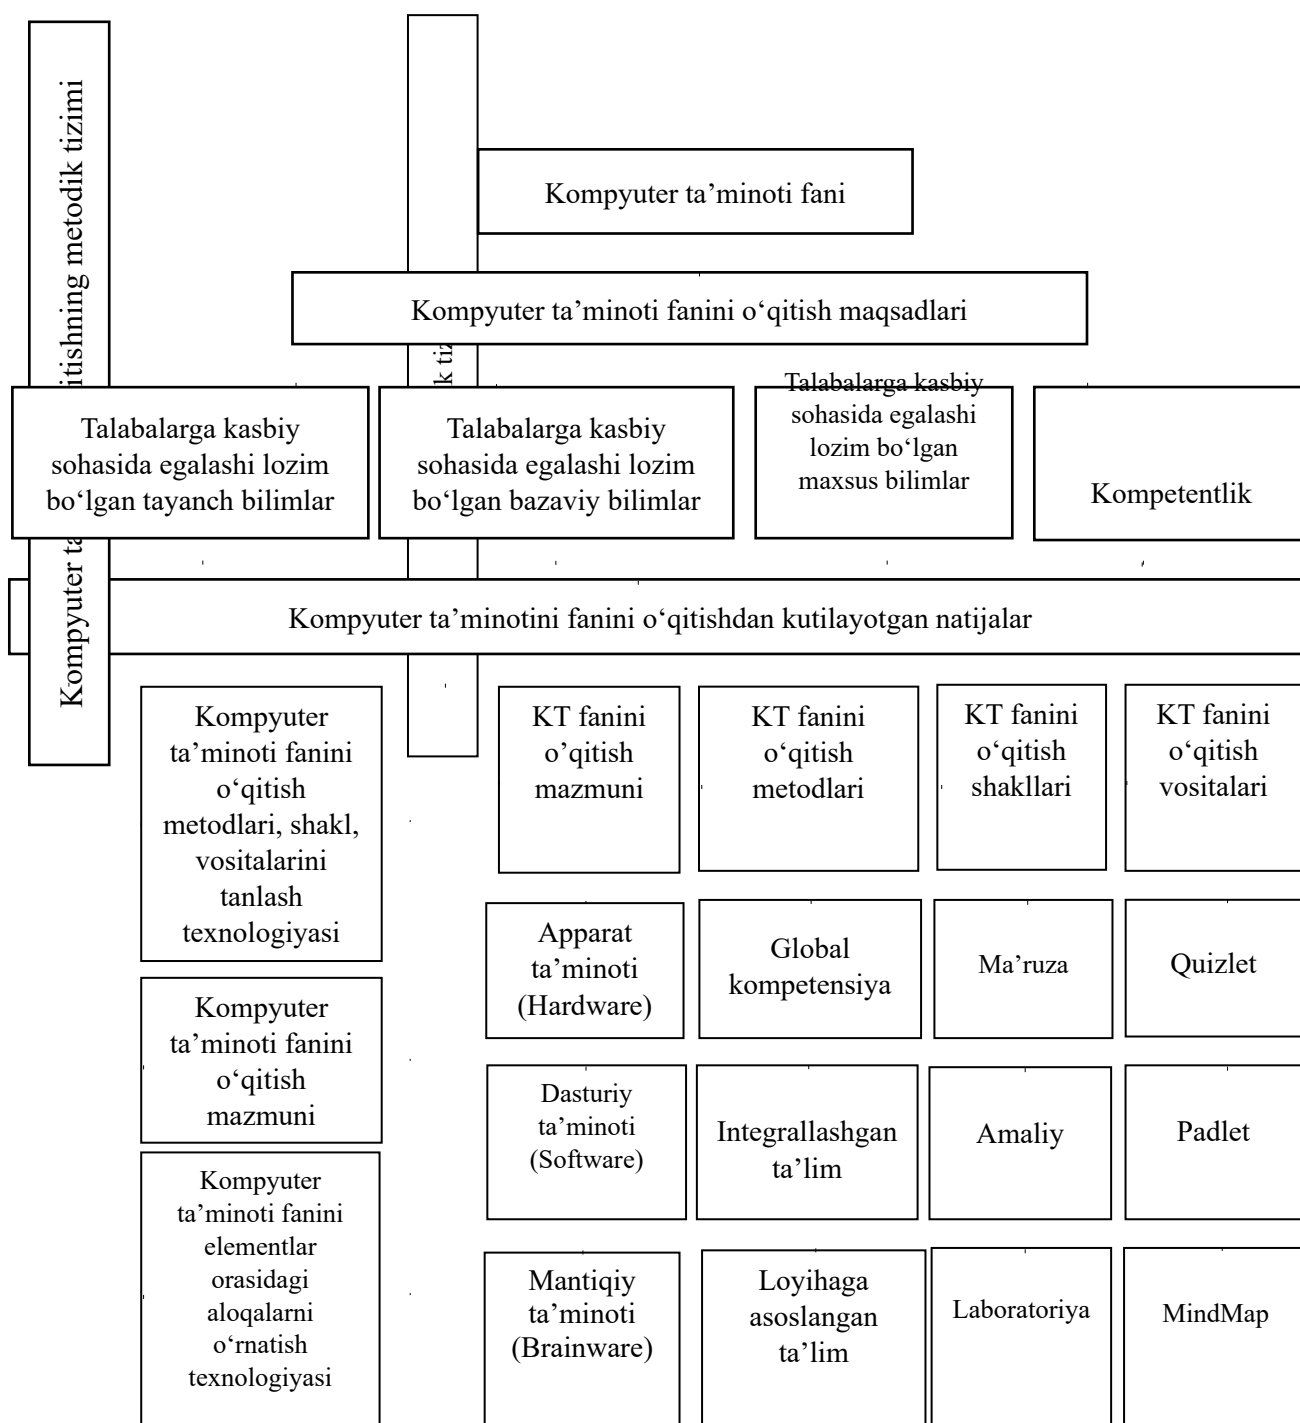 Kompyuter ta
itishning metodik tizimi
k tiz
Kompyuter ta’minoti fani
Kompyuter ta’minoti fanini o‘qitish maqsadlari
Talabalarga kasbiy
sohasida egalashi lozim
bo‘lgan tayanch bilimlar
Talabalarga kasbiy
sohasida egalashi lozim
bo‘lgan bazaviy bilimlar
Talabalarga kasbiy
sohasida egalashi
lozim bo‘lgan
maxsus bilimlar
Kompetentlik
Kompyuter ta’minotini fanini o‘qitishdan kutilayotgan natijalar
Kompyuter
ta’minoti fanini
o‘qitish
metodlari, shakl,
vositalarini
tanlash
texnologiyasi
KT fanini
o’qitish
mazmuni
KT fanini
o‘qitish
metodlari
KT fanini
o‘qitish
shakllari
KT fanini
o‘qitish
vositalari
Apparat
ta’minoti
(Hardware)
Global
kompetensiya
Ma’ruza
Quizlet
Kompyuter
ta’minoti fanini
o‘qitish
mazmuni
Dasturiy
ta’minoti
(Software)
Integrallashgan
ta’lim
Amaliy
Padlet
Kompyuter
ta’minoti fanini
elementlar
orasidagi
aloqalarni
o‘rnatish
texnologiyasi
Mantiqiy
ta’minoti
(Brainware)
Loyihaga
asoslangan
ta’lim
Laboratoriya
MindMap